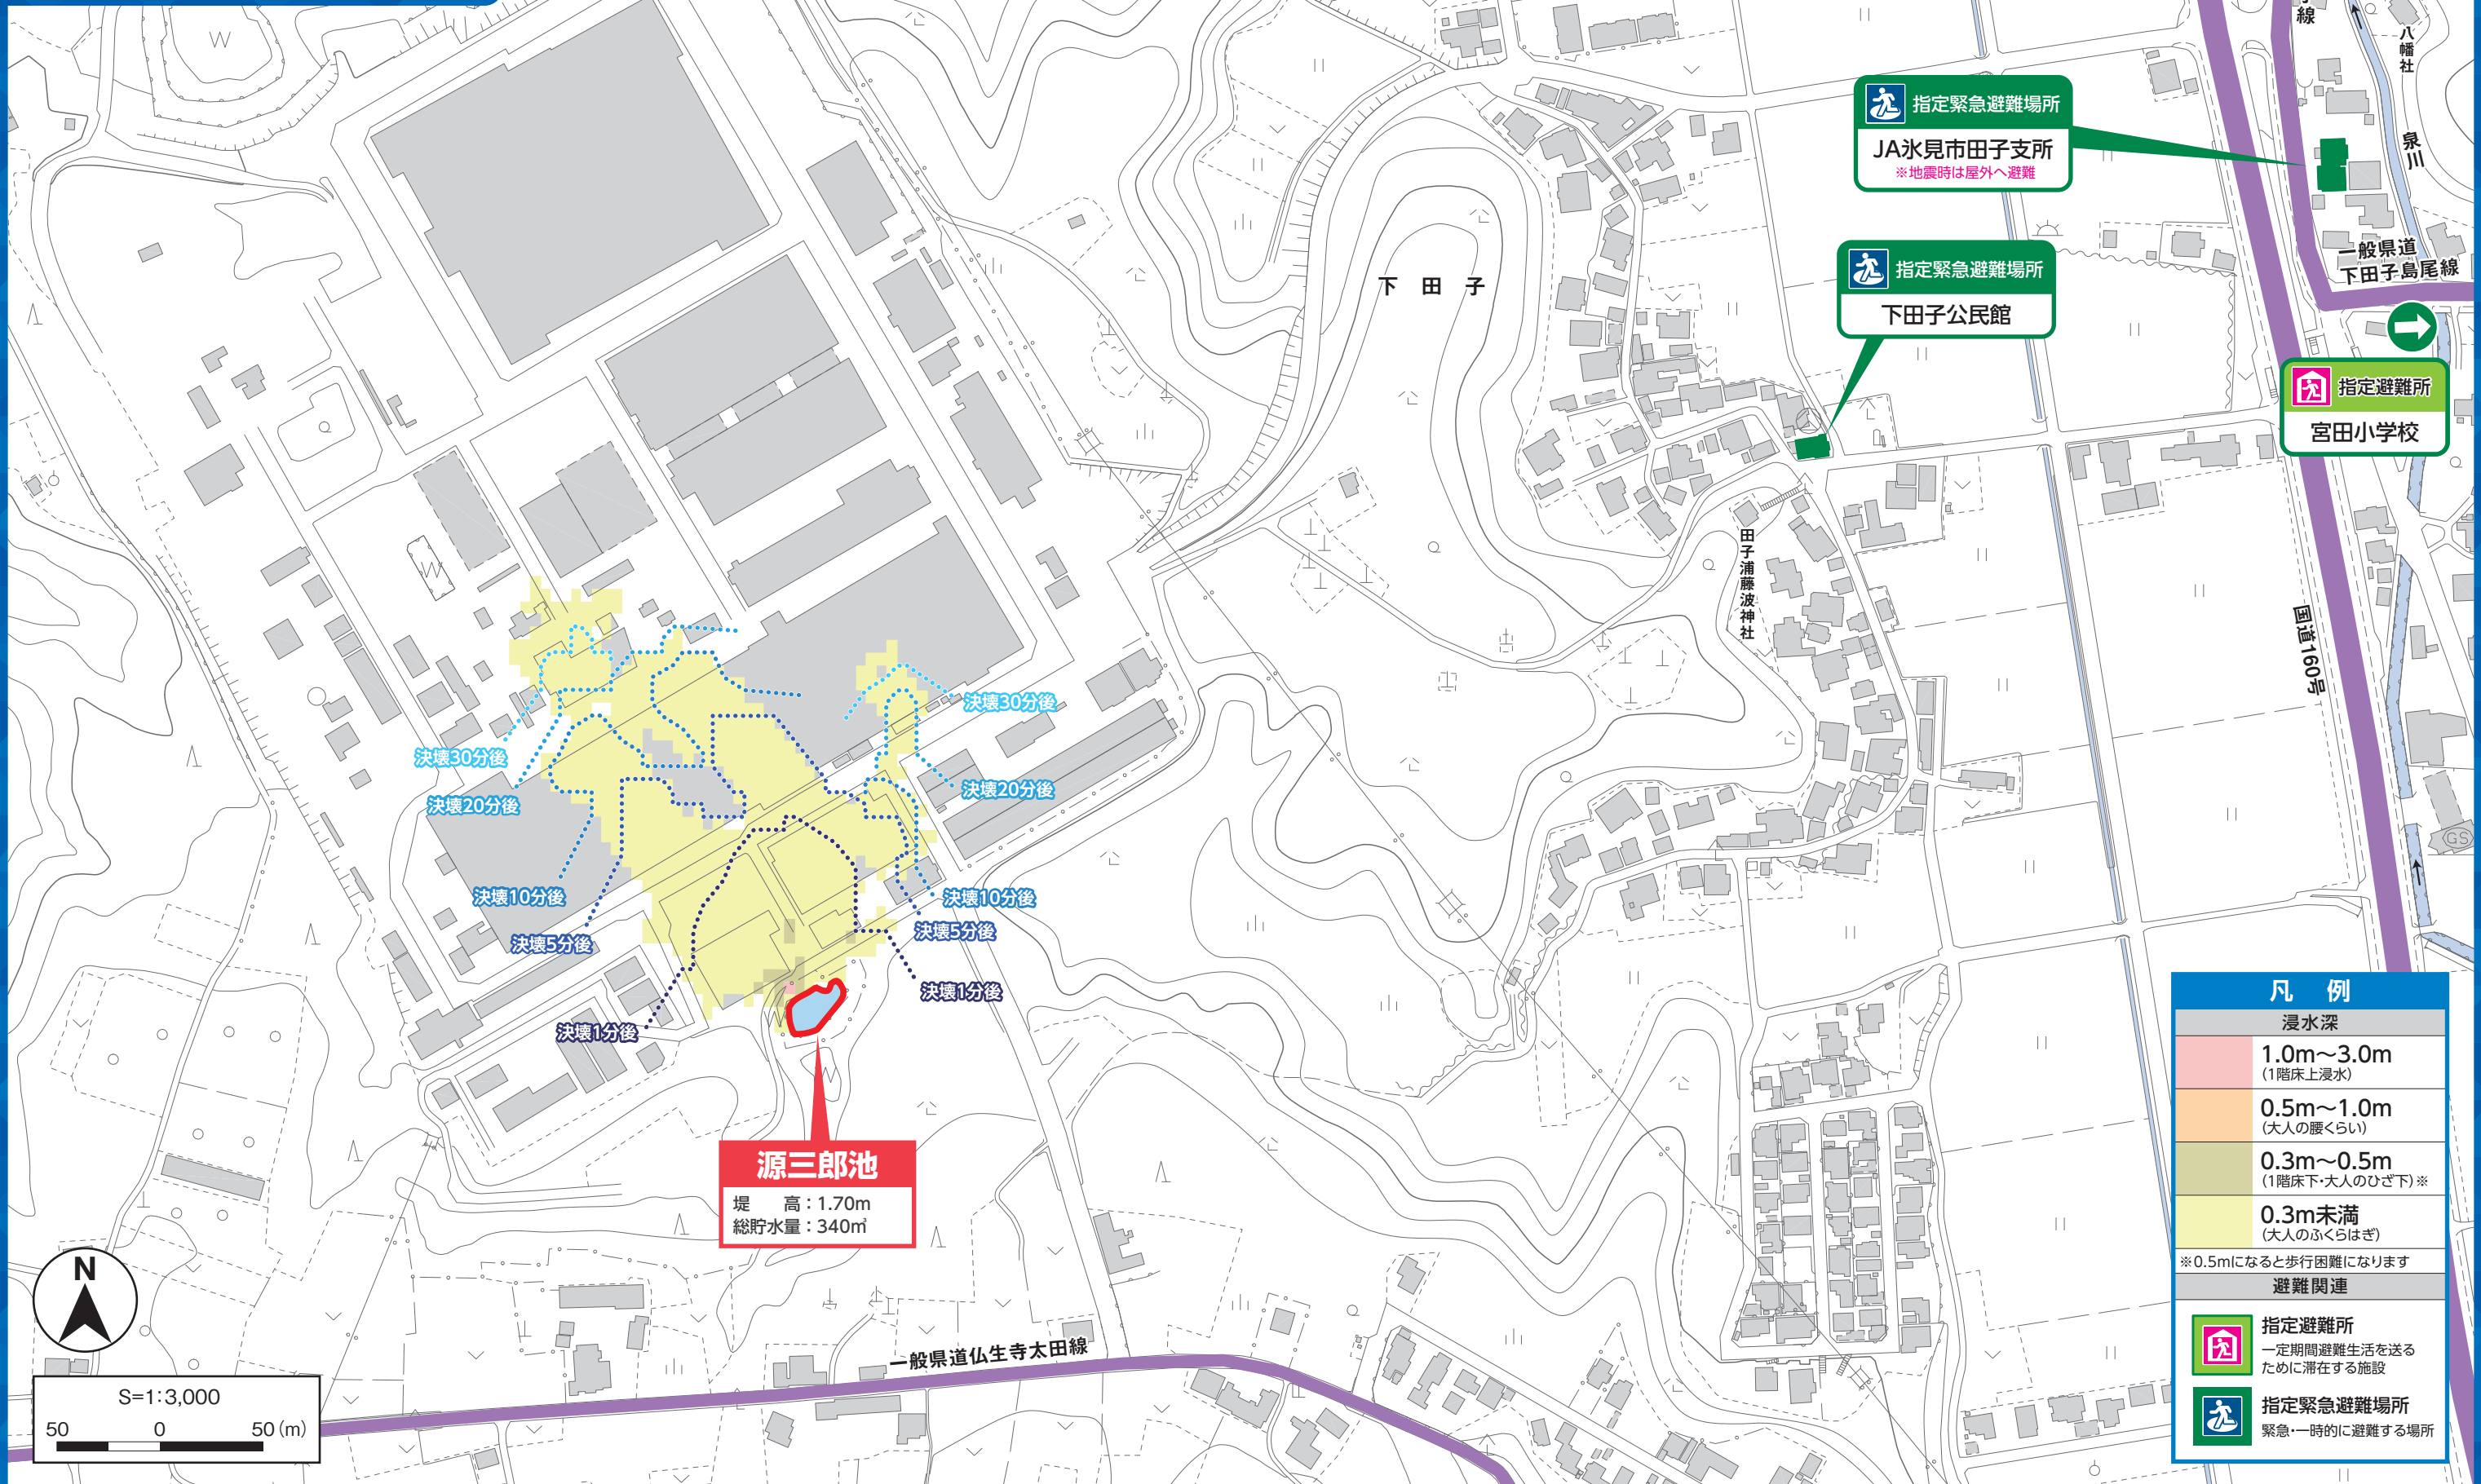 線
八幡社
泉川
指定緊急避難場所
JA氷見市田子支所
※地震時は屋外へ避難
一般県道
下田子島尾線
指定緊急避難場所
下田子公民館
下田子
指定避難所
宮田小学校
田子浦藤波神社
国道160号
GS
決壊30分後
決壊30分後
決壊20分後
決壊20分後
決壊10分後
決壊10分後
決壊5分後
決壊5分後
決壊1分後
決壊1分後
源三郎池
堤　高：1.70m
総貯水量：340㎥
一般県道仏生寺太田線
N
S=1:3,000
50 0 50(m)
凡 例
浸水深
1.0m～3.0m
(1階床上浸水)
0.5m～1.0m
(大人の腰くらい)
0.3m～0.5m
(1階床下・大人のひざ下)※
0.3m未満
(大人のふくらはぎ)
※0.5mになると歩行困難になります
避難関連
指定避難所
一定期間避難生活を送る
ために滞在する施設
指定緊急避難場所
緊急・一時的に避難する場所